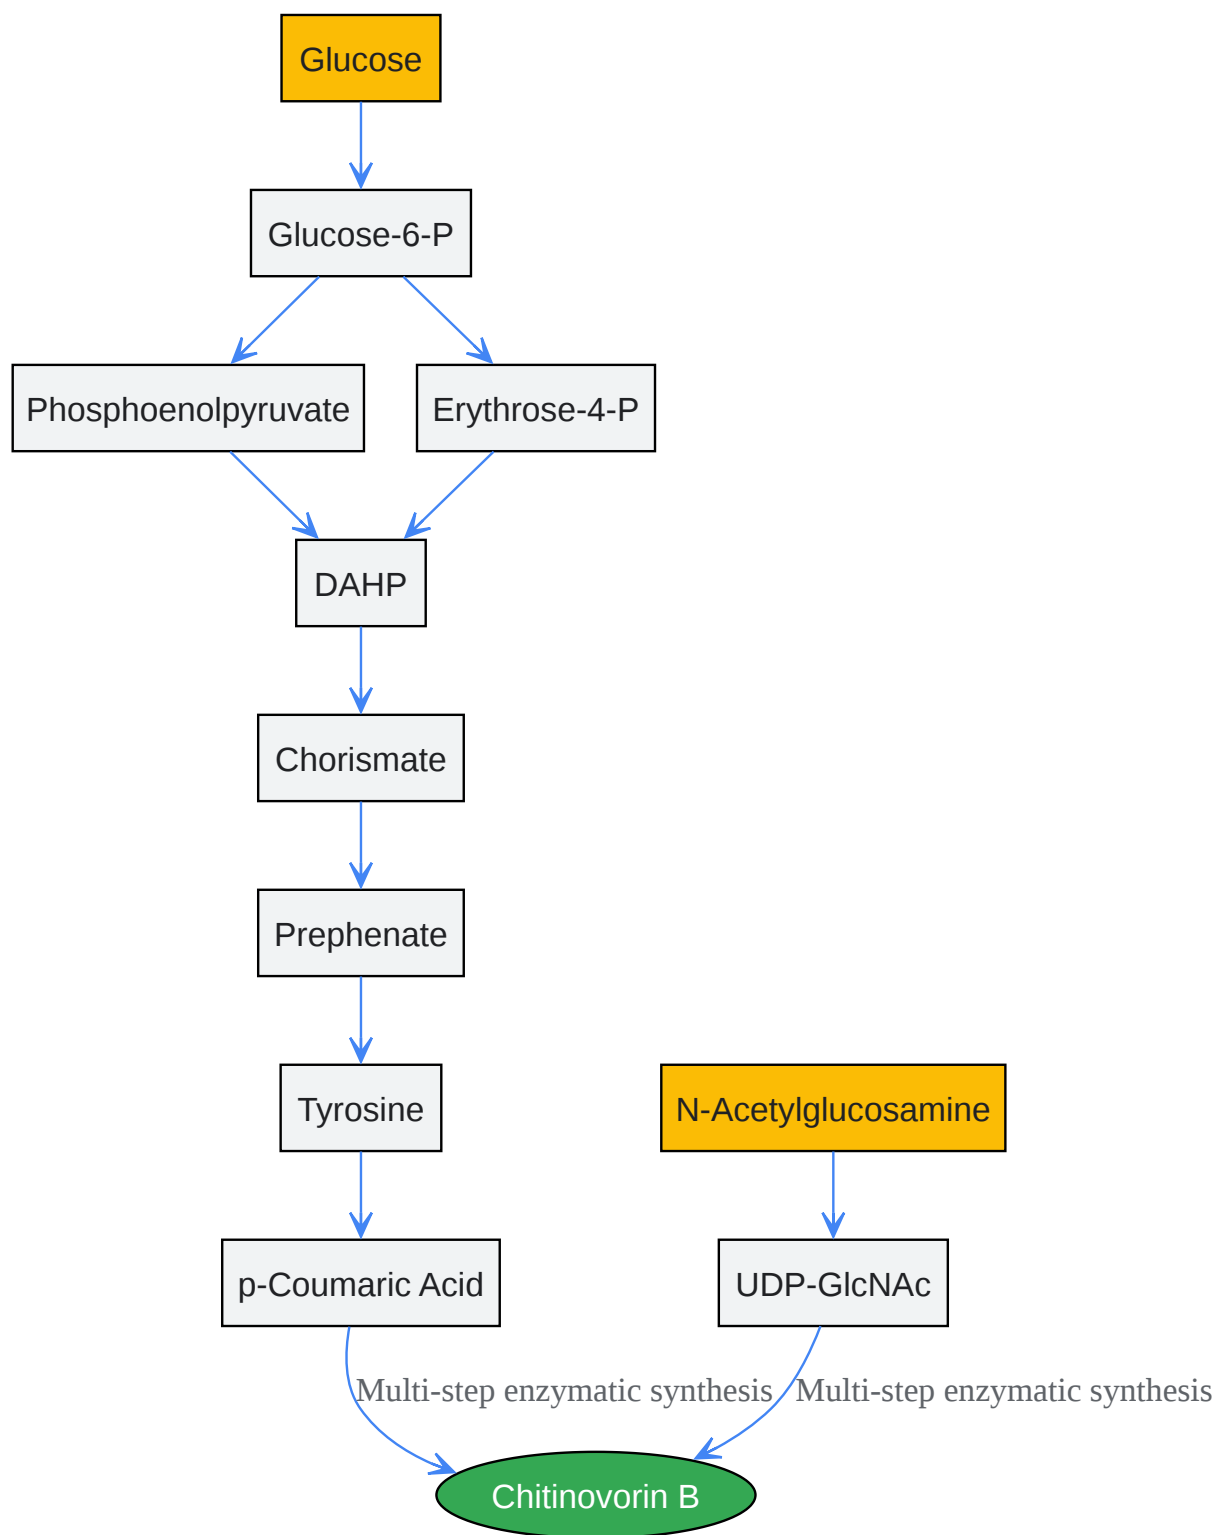 Glucose
Glucose-6-P
Phosphoenolpyruvate
Erythrose-4-P
DAHP
Chorismate
Prephenate
Tyrosine
N-Acetylglucosamine
p-Coumaric Acid
UDP-GlcNAc
Multi-step enzymatic synthesis
Multi-step enzymatic synthesis
Chitinovorin B